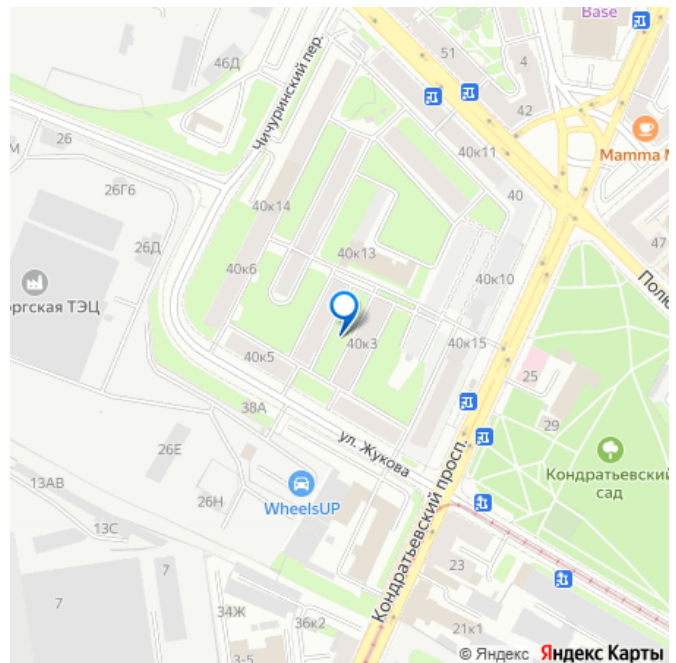 Base
51
4
46Д
42
Чичуринский пер.
26
М
40к11
Mamma M
26Г6
40
40к14
47
26Д
40к13
40к6
40к10
Полю
оргская ТЭЦ
40к3
40к15
40к5
25
38А
29
ул. Жукова
26Е
Кондратьевский
сад
13АВ
26Н
WheelsUP
13С
Кондратьевский просп.
7
23
7
34Ж
36к2
21к1
3-5
© Яндекс Яндекс Карты